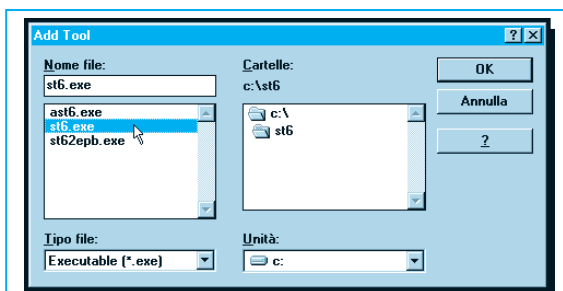 Add Tool
? X
Nome file:
st6.exe
ast6.exe
st6.exe
st62epb.exe
Tipo file:
Executable (*.exe)
Cartelle:
c:\st6
c:\
st6
Unità:
c:
OK
Annulla
?